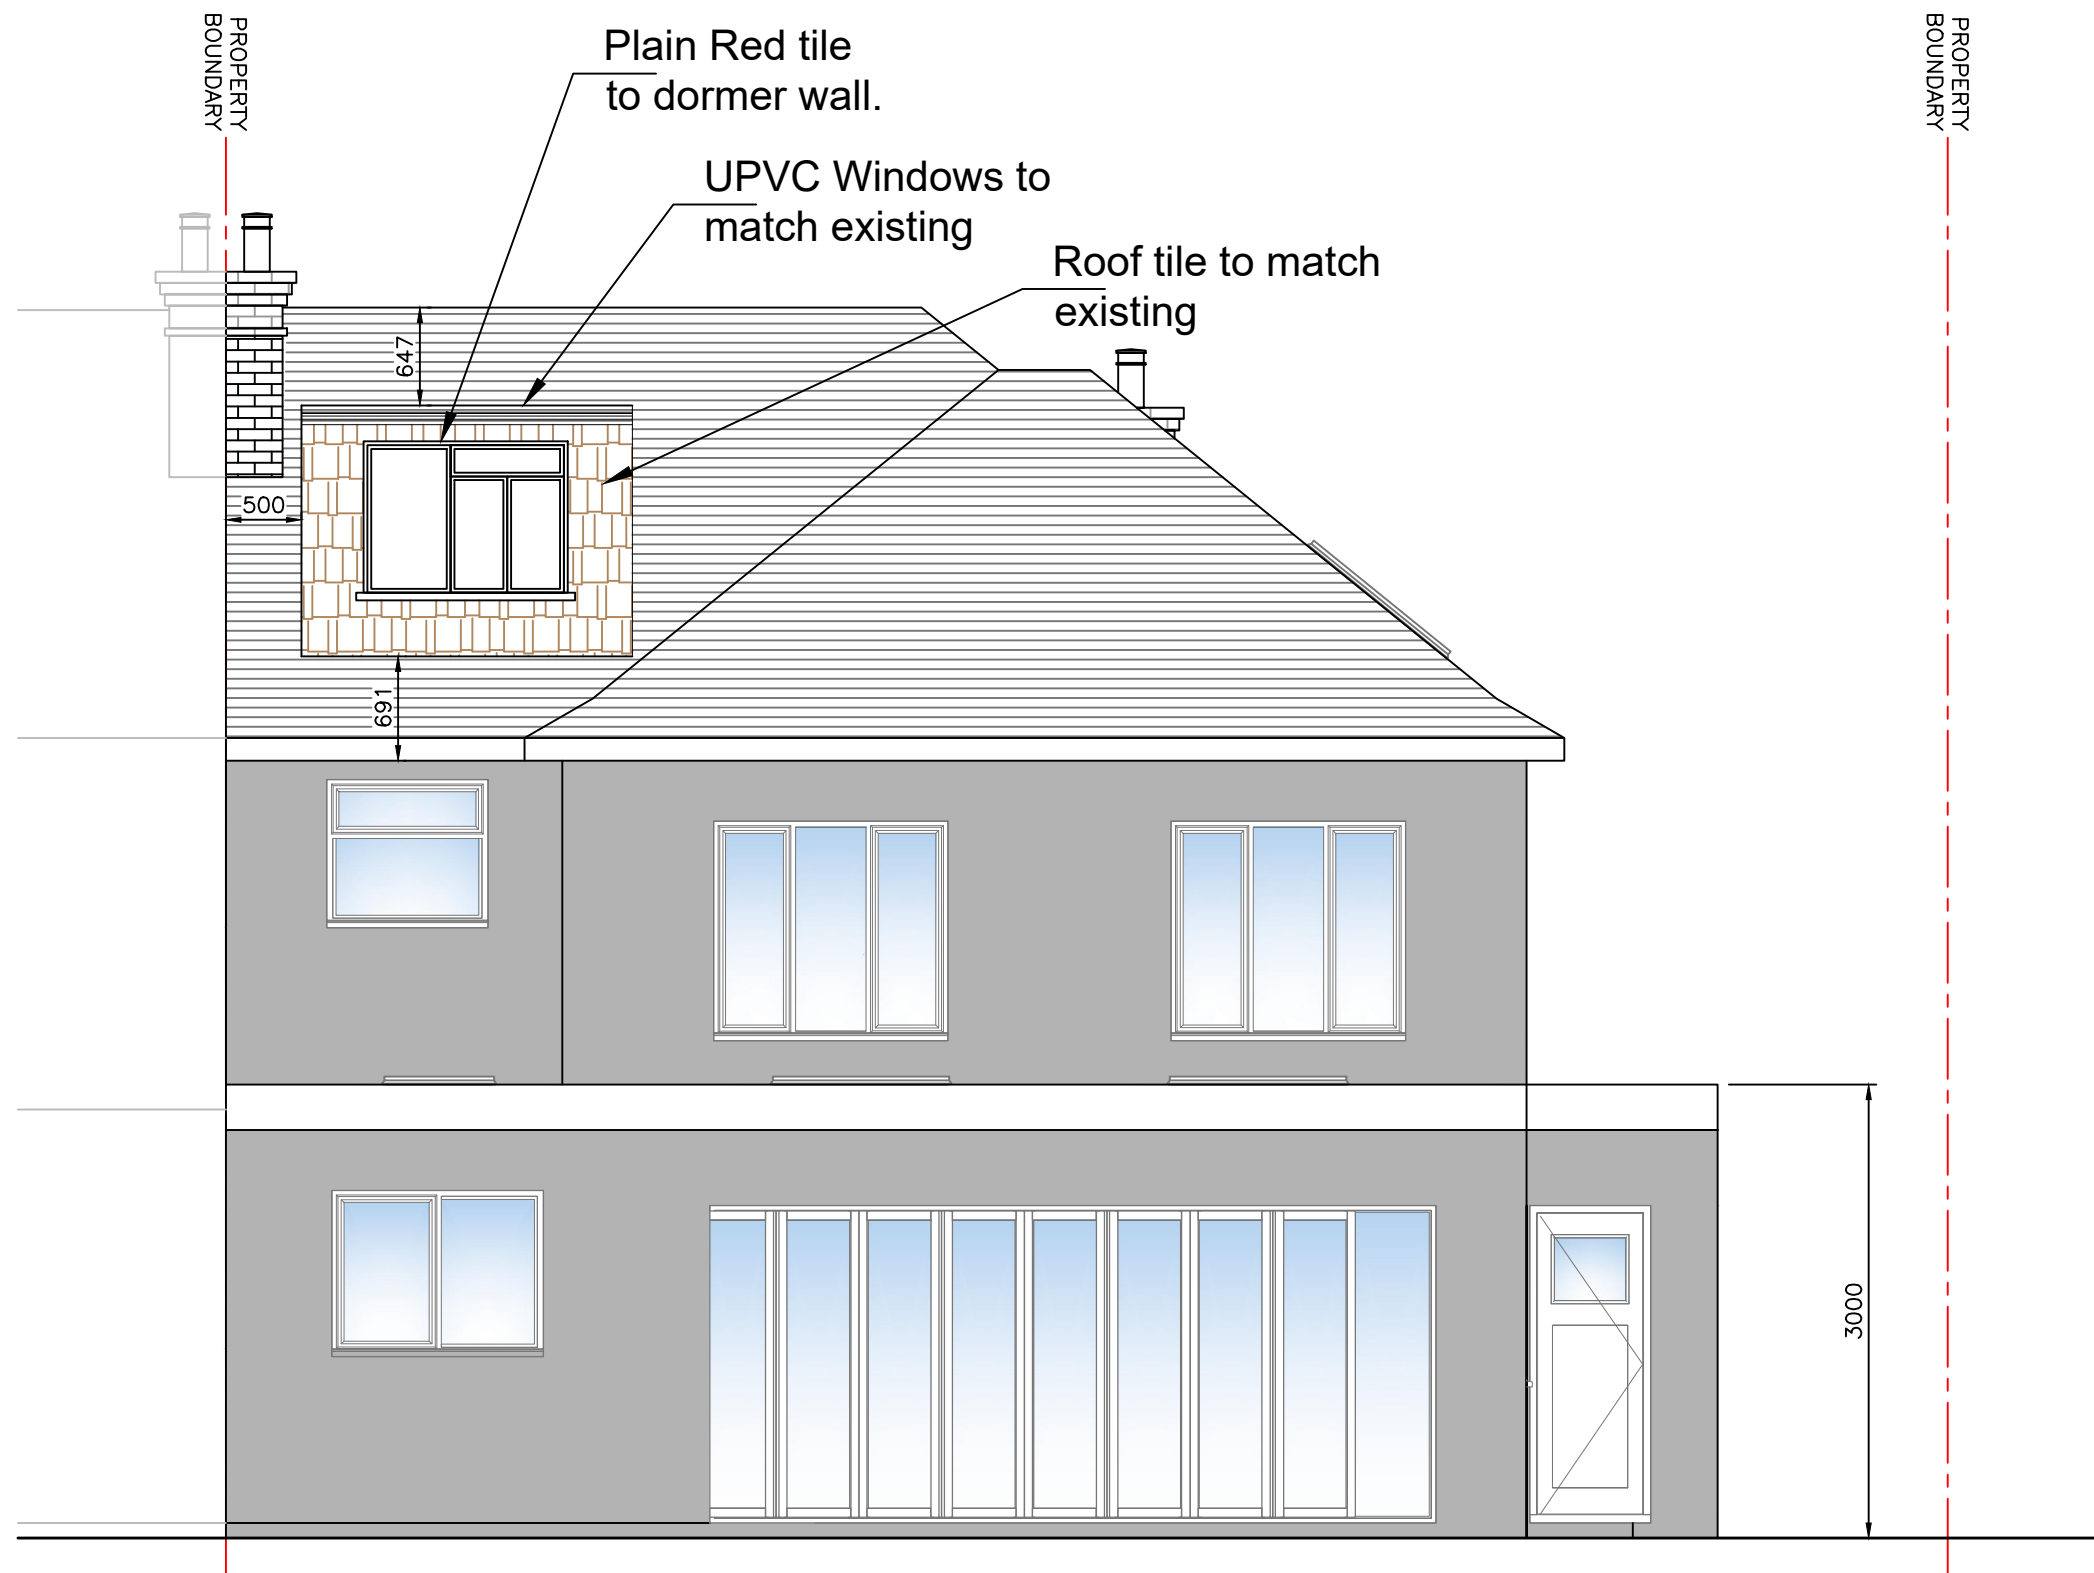 PROPERTY
BOUNDARY
PROPERTY
BOUNDARY
Plain Red tile
to dormer wall.
UPVC Windows to
match existing
Roof tile to match
existing
647
500
691
3000